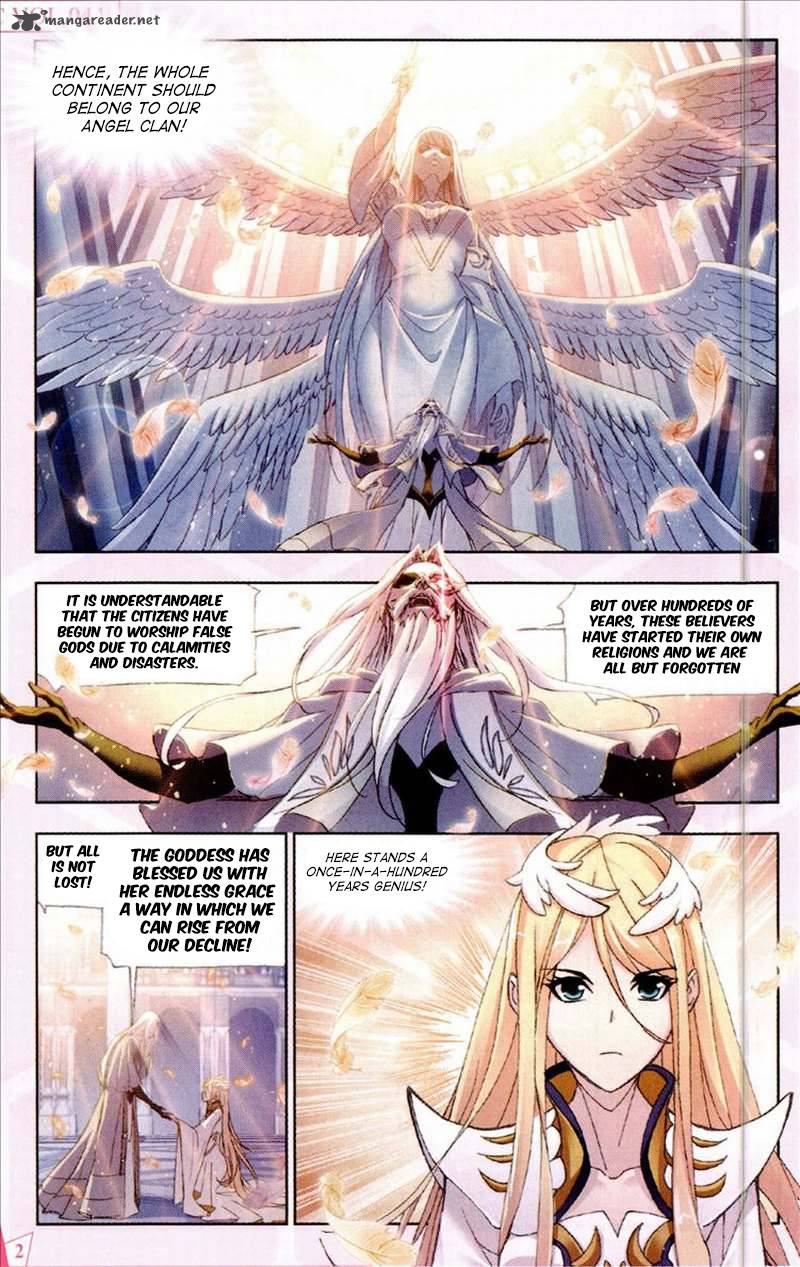 mangareader.net
HENCE, THE WHOLE
CONTINENT SHOULD
BELONG TO OUR
ANGEL CLAN!
IT IS UNDERSTANDABLE
THAT THE CITIZENS HAVE
BEGUN TO WORSHIP FALSE
GODS DUE TO CALAMITIES
AND DISASTERS.
BUT OVER HUNDREDS OF
YEARS, THESE BELIEVERS
HAVE STARTED THEIR OWN
RELIGIONS AND WE ARE
ALL BUT FORGOTTEN
BUT ALL
IS NOT
LOST!
THE GODDESS HAS
BLESSED US WITH
HER ENDLESS GRACE
A WAY IN WHICH WE
CAN RISE FROM
OUR DECLINE!
HERE STANDS A
ONCE-IN-A-HUNDRED
YEARS GENIUS!
2